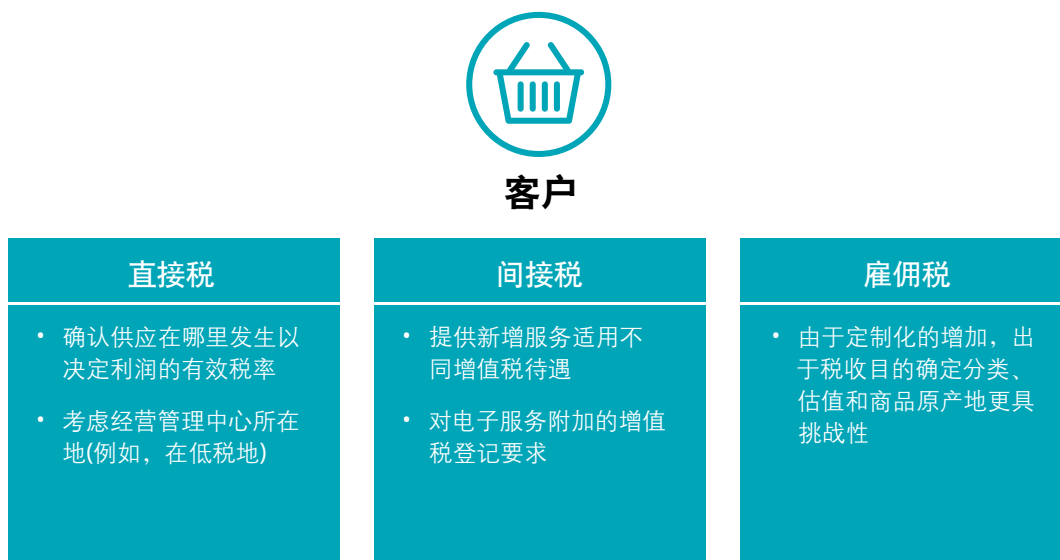 客户
直接税
• 确认供应在哪里发生以
决定利润的有效税率
• 考虑经营管理中心所在
地(例如，在低税地)
间接税
• 提供新增服务适用不
同增值税待遇
• 对电子服务附加的增值
税登记要求
雇佣税
• 由于定制化的增加，出
于税收目的确定分类、
估值和商品原产地更具
挑战性